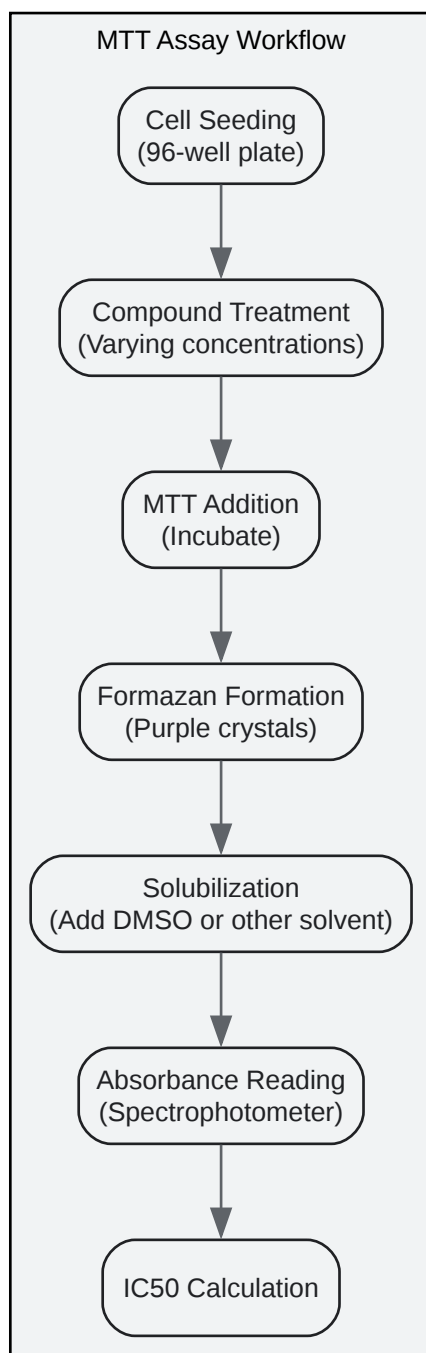 MTT Assay Workflow
Cell Seeding
(96-well plate)
Compound Treatment
(Varying concentrations)
MTT Addition
(Incubate)
Formazan Formation
(Purple crystals)
Solubilization
(Add DMSO or other solvent)
Absorbance Reading
(Spectrophotometer)
IC50 Calculation